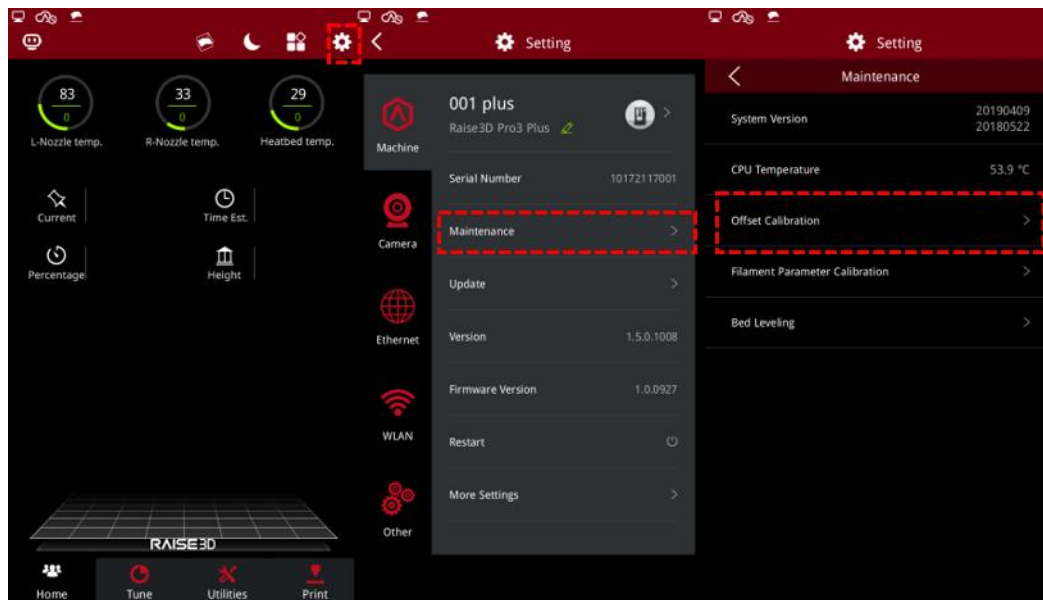 83
0
L-Nozzle temp.
33
0
R-Nozzle temp.
29
0
Heatbed temp.
Current
Time Est.
Percentage
Height
RAISE3D
Home
Tune
Utilities
Print
Setting
Machine
Camera
Ethernet
WLAN
Other
001 plus
Raise3D Pro3 Plus
Serial Number 10172117001
Maintenance
Update
Version 1.5.0.1008
Firmware Version 1.0.0927
Restart
More Settings
Setting
Maintenance
System Version 20190409
20180522
CPU Temperature 53.9 °C
Offset Calibration
Filament Parameter Calibration
Bed Leveling